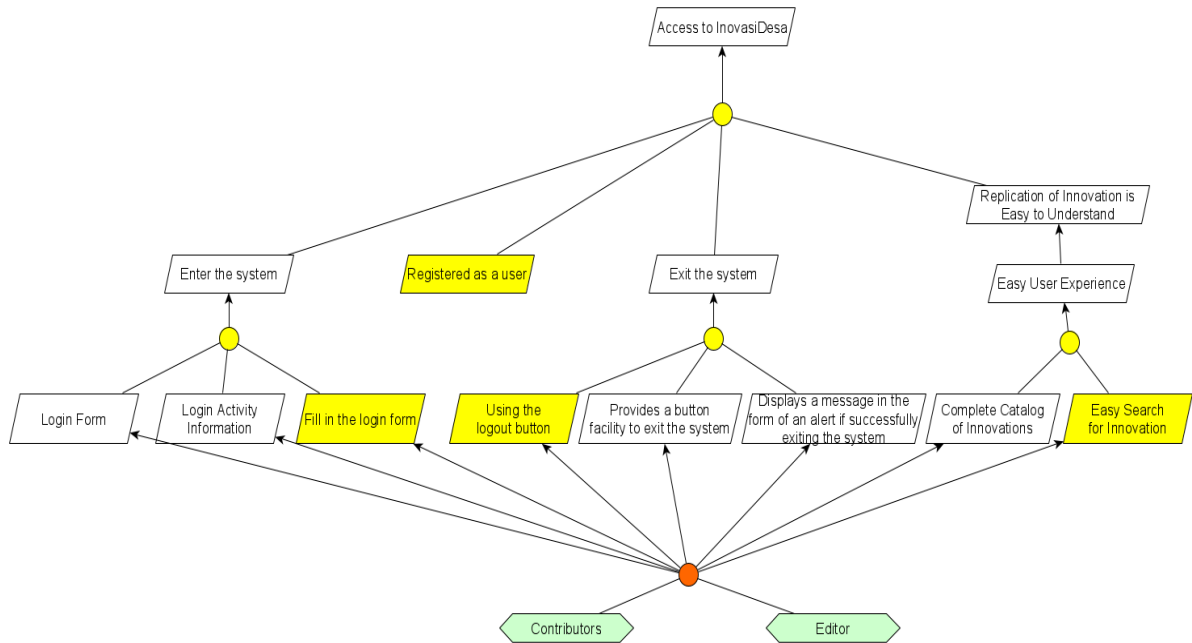 Access to InovasiDesa
Replication of Innovation is
Easy to Understand
Enter the system
Registered as a user
Exit the system
Easy User Experience
Login Form
Login Activity
Information
Fill in the login form
Using the
logout button
Provides a button
facility to exit the system
Displays a message in the
form of an alert if successfully
exiting the system
Complete Catalog
of Innovations
Easy Search
for Innovation
Contributors
Editor